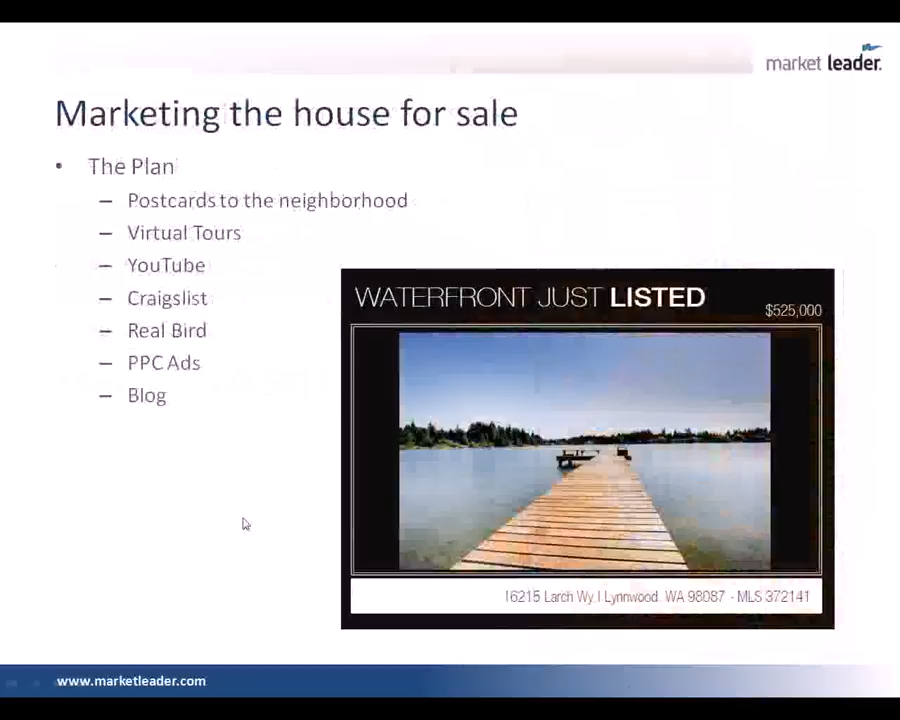 market leader.
Marketing the house for sale
• The Plan
– Postcards to the neighborhood
– Virtual Tours
– YouTube
– Craigslist
– Real Bird
– PPC Ads
– Blog
WATERFRONT JUST LISTED
$525,000
16215 Larch Wy | Lynnwood, WA 98087 - MLS 372141
www.marketleader.com